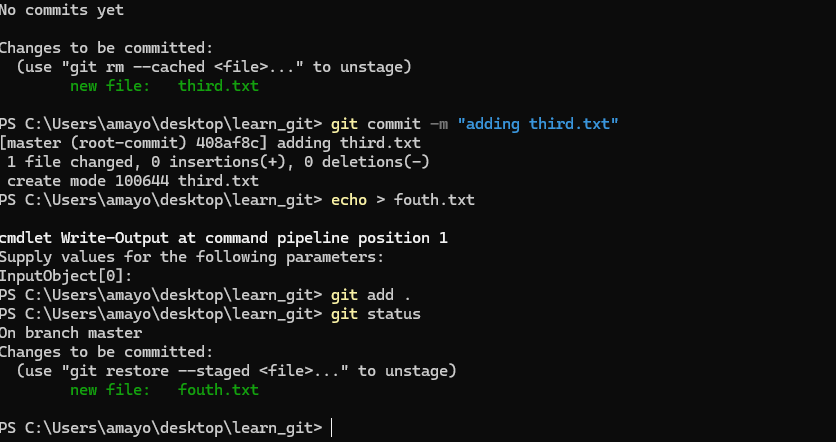 No commits yet
Changes to be committed:
(use "git rm --cached <file>..." to unstage)
new file:   third.txt
PS C:\Users\amayo\desktop\learn_git> git commit -m "adding third.txt"
[master (root-commit) 408af8c] adding third.txt
1 file changed, 0 insertions(+), 0 deletions(-)
create mode 100644 third.txt
PS C:\Users\amayo\desktop\learn_git> echo > fouth.txt
cmdlet Write-Output at command pipeline position 1
Supply values for the following parameters:
InputObject[0]:
PS C:\Users\amayo\desktop\learn_git> git add .
PS C:\Users\amayo\desktop\learn_git> git status
On branch master
Changes to be committed:
(use "git restore --staged <file>..." to unstage)
new file:   fouth.txt
PS C:\Users\amayo\desktop\learn_git>